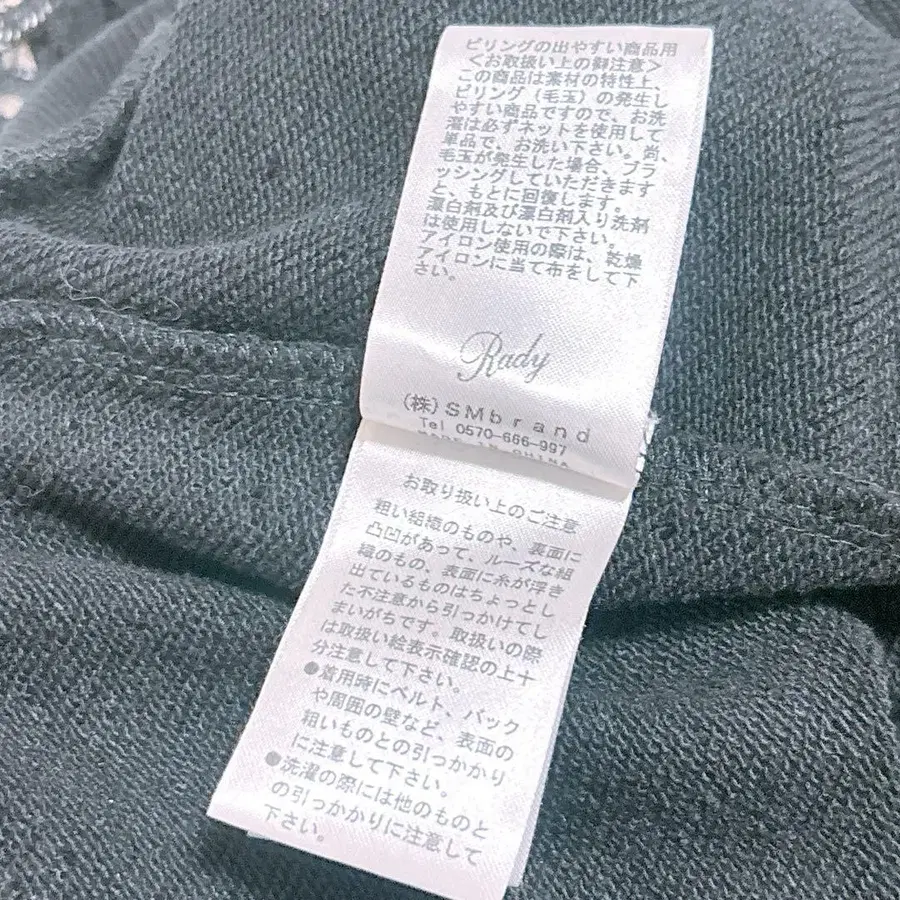 ピリングの出やすい商品用
＜お取扱い上の御注意＞
この商品は素材の特性上、
ピリング（毛玉）の発生し
やすい商品ですので、お洗
濯は必ずネットを使用して
単品で、お洗い下さい。尚、
毛玉が発生した場合、ブラ
ッシングしていただきます
と、もとに回復します。
漂白剤及び漂白剤入り洗剤
は使用しないで下さい。
アイロン使用の際は、乾燥
アイロンに当て布をして下
さい。
Rady
(株)SMbrand
Tel 0570-666-997
MADE IN CHINA
お取り扱い上のご注意
粗い組織のものや、裏面に
凸凹があって、ルーズな組
織のもの、表面に糸が浮き
出ているものはちょっとし
た不注意から引っかけてし
まいがちです。取扱いの際
は取扱い絵表示確認の上十
分注意して下さい。
●着用時にベルト、バック
や周囲の壁など、表面の
粗いものとの引っかかり
に注意して下さい。
●洗濯の際には他のものと
の引っかかりに注意して
下さい。